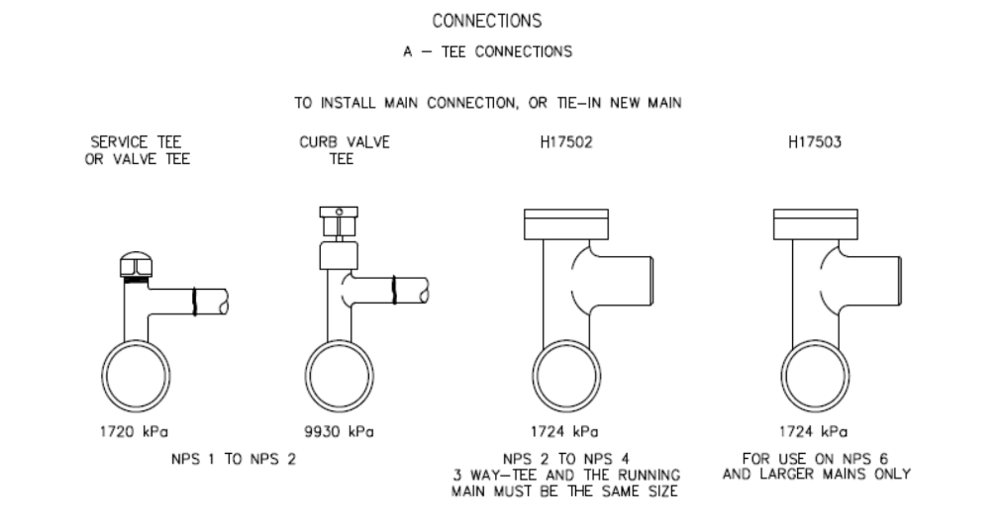 CONNECTIONS
A – TEE CONNECTIONS
TO INSTALL MAIN CONNECTION, OR TIE–IN NEW MAIN
SERVICE TEE
OR VALVE TEE
CURB VALVE
TEE
H17502
H17503
1720 kPa
9930 kPa
1724 kPa
1724 kPa
NPS 1 TO NPS 2
NPS 2 TO NPS 4
3 WAY–TEE AND THE RUNNING
MAIN MUST BE THE SAME SIZE
FOR USE ON NPS 6
AND LARGER MAINS ONLY